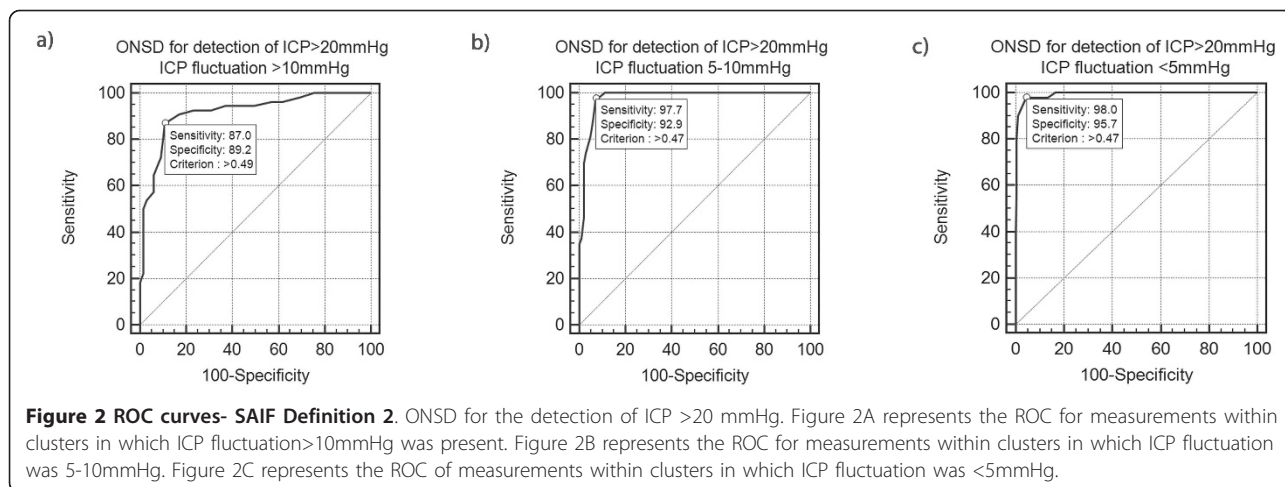 a)
ONSD for detection of ICP>20mmHg
ICP fluctuation >10mmHg
100
80
60
40
20
0
Sensitivity
Sensitivity: 87.0
Specificity: 89.2
Criterion : >0.49
0 20 40 60 80 100
100-Specificity
b)
ONSD for detection of ICP>20mmHg
ICP fluctuation 5-10mmHg
100
80
60
40
20
0
Sensitivity
Sensitivity: 97.7
Specificity: 92.9
Criterion : >0.47
0 20 40 60 80 100
100-Specificity
c)
ONSD for detection of ICP>20mmHg
ICP fluctuation <5mmHg
100
80
60
40
20
0
Sensitivity
Sensitivity: 98.0
Specificity: 95.7
Criterion : >0.47
0 20 40 60 80 100
100-Specificity
Figure 2 ROC curves- SAIF Definition 2. ONSD for the detection of ICP >20 mmHg. Figure 2A represents the ROC for measurements within
clusters in which ICP fluctuation>10mmHg was present. Figure 2B represents the ROC for measurements within clusters in which ICP fluctuation
was 5-10mmHg. Figure 2C represents the ROC of measurements within clusters in which ICP fluctuation was <5mmHg.